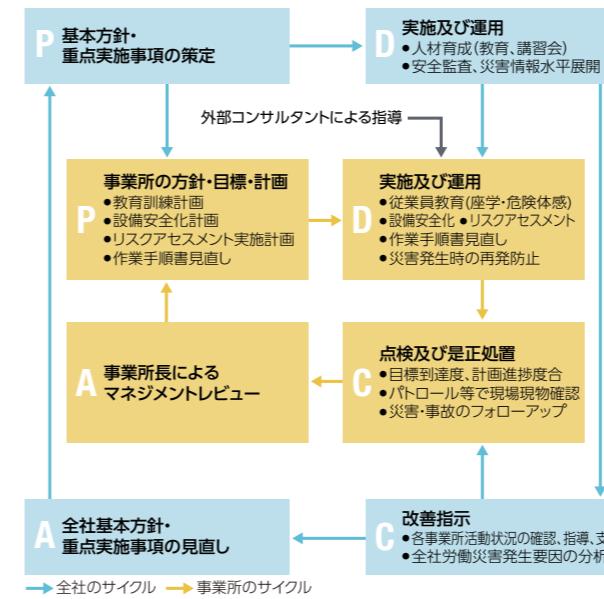 P 基本方針・
重点実施事項の策定
D 実施及び運用
●人材育成(教育、講習会)
●安全監査、災害情報水平展開
外部コンサルタントによる指導
P 事業所の方針・目標・計画
●教育訓練計画
●設備安全化計画
●リスクアセスメント実施計画
●作業手順書見直し
D 実施及び運用
●従業員教育(座学・危険体感)
●設備安全化 ●リスクアセスメント
●作業手順書見直し
●災害発生時の再発防止
A 事業所長による
マネジメントレビュー
C 点検及び是正処置
●目標到達度、計画進捗度合
●パトロール等で現場現物確認
●災害・事故のフォローアップ
A 全社基本方針・
重点実施事項の見直し
C 改善指示
●各事業所活動状況の確認、指導、支
●全社労働災害発生要因の分析
全社のサイクル 事業所のサイクル